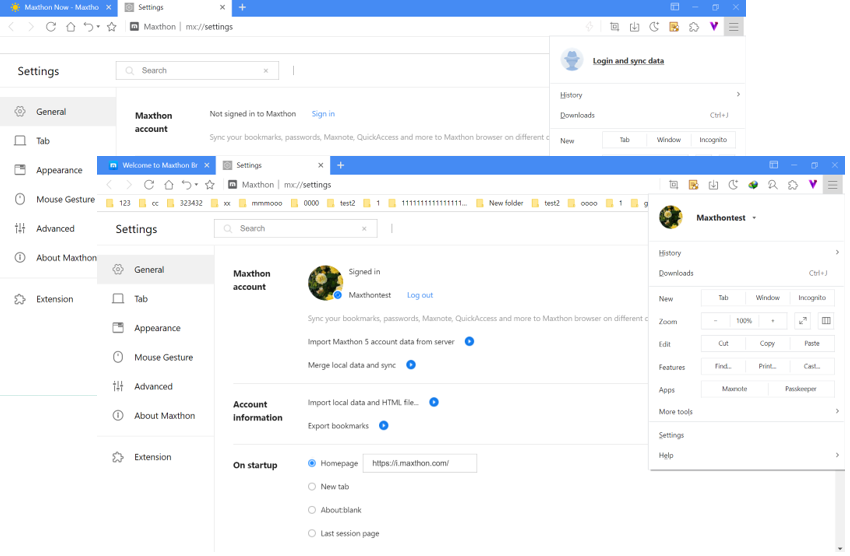 Maxthon Now - Maxtho
Settings
Maxthon mx://settings
Settings
Search
Login and sync data
General
Maxthon account
Not signed in to Maxthon Sign in
History
Downloads Ctrl+J
Tab
Sync your bookmarks, passwords, Maxnote, QuickAccess and more to Maxthon browser on different c
New Tab Window Incognito
Appearance
Mouse Gesture
Advanced
About Maxthon
Extension
Welcome to Maxthon Br
Settings
Maxthon mx://settings
123 cc 323432 xx mmmooo 0000 test2 1 1111111111111111... New folder test2 oooo 1 g
Settings
Search
Maxthontest
General
Tab
Appearance
Mouse Gesture
Advanced
About Maxthon
Extension
Maxthon account
Signed in
Maxthontest Log out
Sync your bookmarks, passwords, Maxnote, QuickAccess and more to Maxthon browser on different c
Import Maxthon 5 account data from server
Merge local data and sync
Account information
Import local data and HTML file...
Export bookmarks
On startup
Homepage https://i.maxthon.com/
New tab
About:blank
Last session page
History
Downloads Ctrl+J
New Tab Window Incognito
Zoom − 100% +
Edit Cut Copy Paste
Features Find... Print... Cast...
Apps Maxnote Passkeeper
More tools
Settings
Help